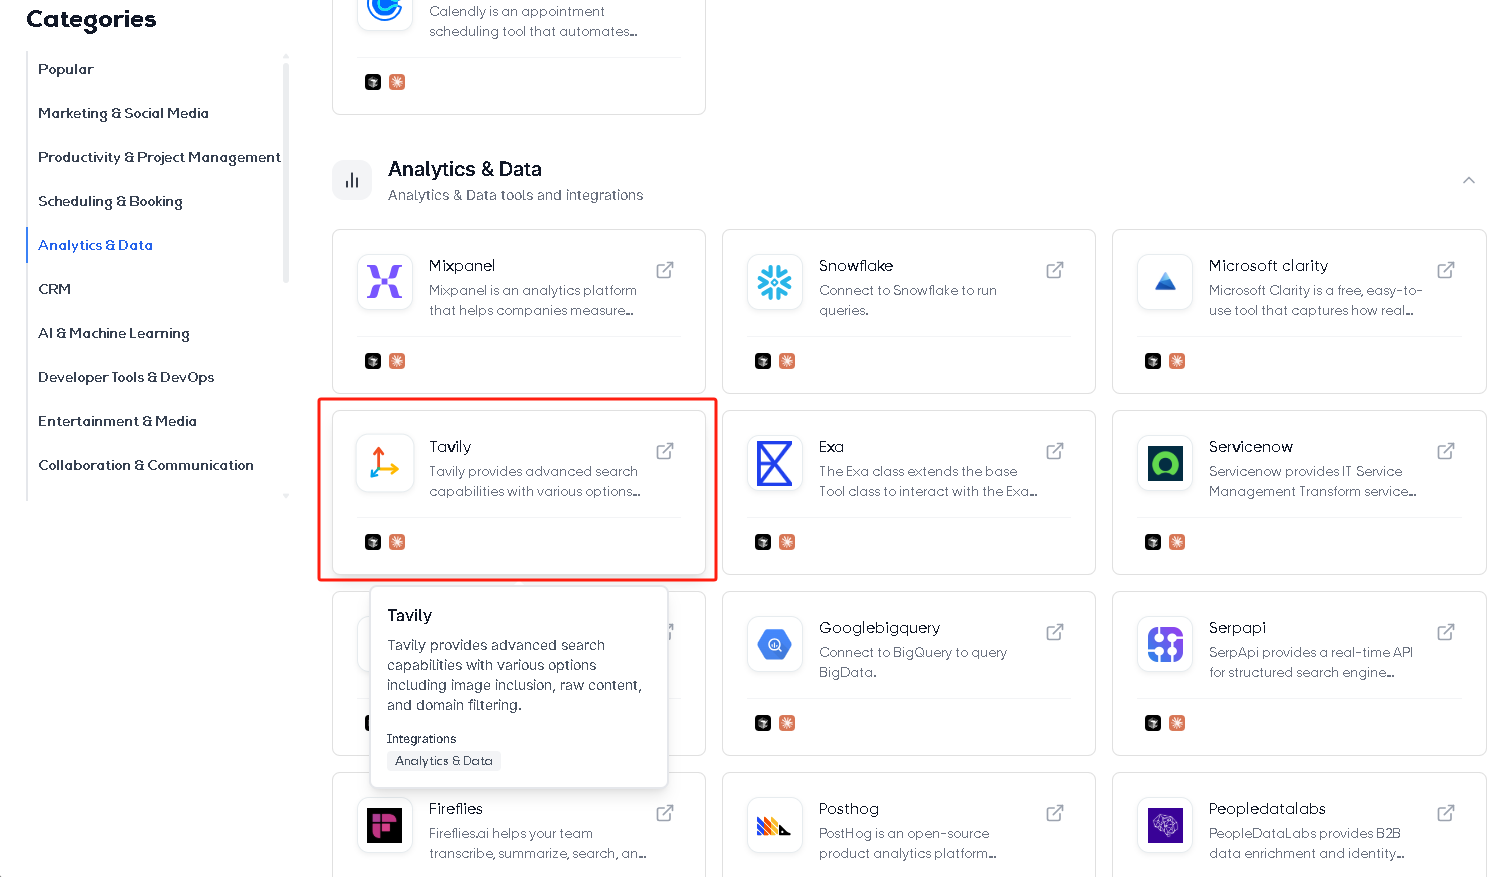 Categories
Popular
Marketing & Social Media
Productivity & Project Management
Scheduling & Booking
Analytics & Data
CRM
AI & Machine Learning
Developer Tools & DevOps
Entertainment & Media
Collaboration & Communication
Calendly is an appointment
scheduling tool that automates...
Analytics & Data
Analytics & Data tools and integrations
Mixpanel
Mixpanel is an analytics platform
that helps companies measure...
Snowflake
Connect to Snowflake to run
queries.
Microsoft clarity
Microsoft Clarity is a free, easy-to-
use tool that captures how real...
Tavily
Tavily provides advanced search
capabilities with various options...
Exa
The Exa class extends the base
Tool class to interact with the Exa...
Servicenow
Servicenow provides IT Service
Management Transform service...
Tavily
Tavily provides advanced search
capabilities with various options
including image inclusion, raw content,
and domain filtering.
Integrations
Analytics & Data
Googlebigquery
Connect to BigQuery to query
BigData.
Serpapi
SerpApi provides a real-time API
for structured search engine...
Fireflies
Fireflies.ai helps your team
transcribe, summarize, search, an...
Posthog
PostHog is an open-source
product analytics platform...
Peopledatalabs
PeopleDataLabs provides B2B
data enrichment and identity...